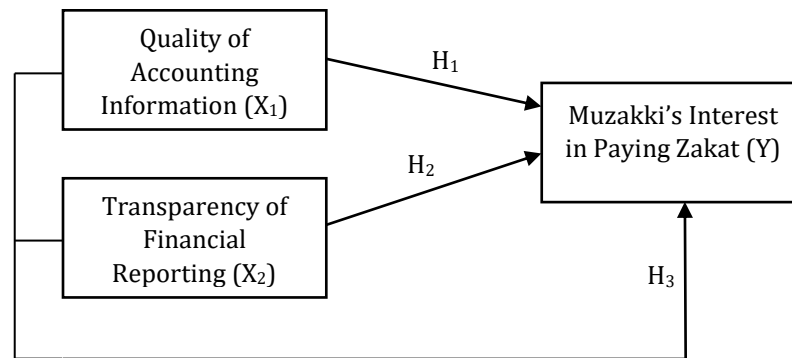 Quality of
Accounting
Information (X₁)
H₁
Muzakki’s Interest
in Paying Zakat (Y)
H₂
Transparency of
Financial
Reporting (X₂)
H₃